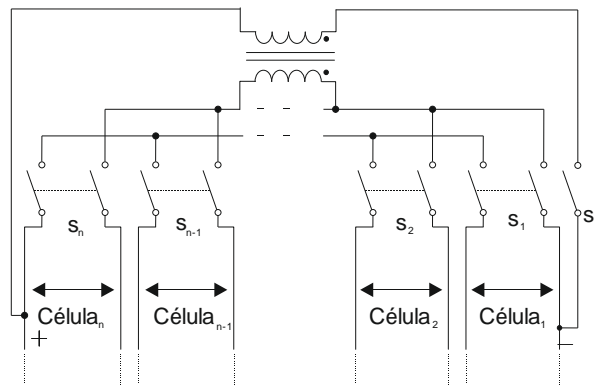 s
sₙ
sₙ₋₁
s₂
s₁
Célulaₙ
Célulaₙ₋₁
Célula₂
Célula₁
+
−